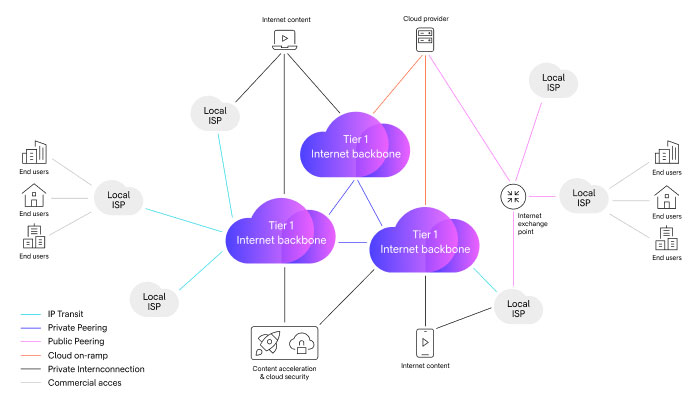 Internet content
Cloud provider
Local
ISP
Local
ISP
Tier 1
Internet backbone
End users
End users
End users
Local
ISP
Tier 1
Internet backbone
Tier 1
Internet backbone
Internet
exchange
point
Local
ISP
End users
End users
End users
Local
ISP
Local
ISP
IP Transit
Private Peering
Public Peering
Cloud on-ramp
Private Internconnection
Commercial acces
Content acceleration
& cloud security
Internet content